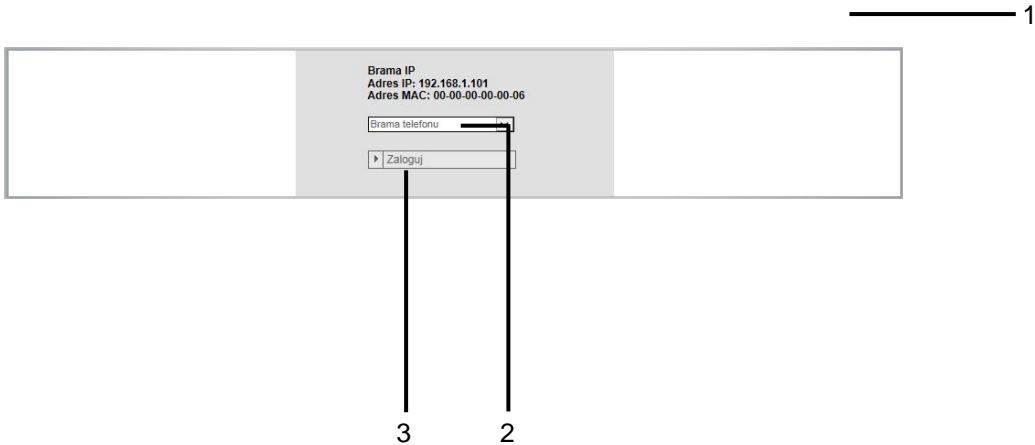 1
Brama IP
Adres IP: 192.168.1.101
Adres MAC: 00-00-00-00-00-06
Brama telefonu
Zaloguj
3 2